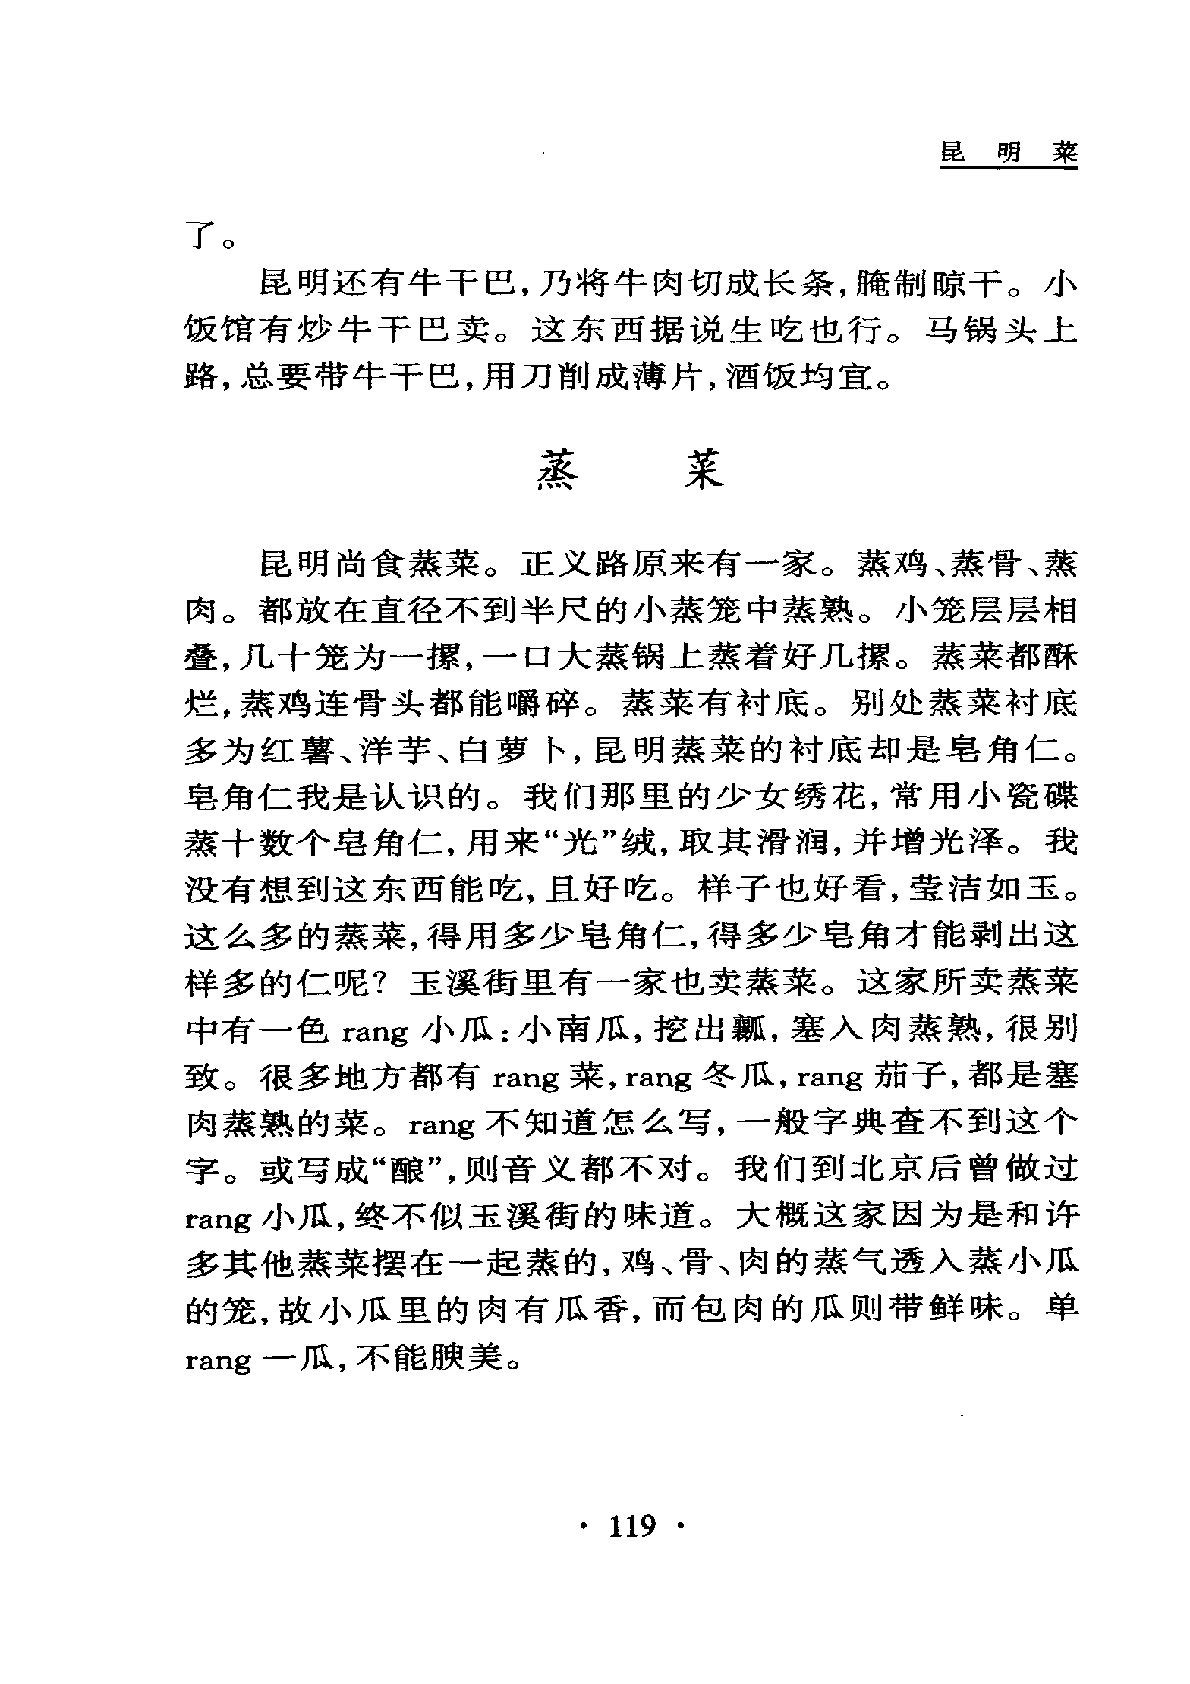 昆 明 菜
了。
昆明还有牛干巴,乃将牛肉切成长条,腌制晾干。小
饭馆有炒牛干巴卖。这东西据说生吃也行。马锅头上
路,总要带牛干巴,用刀削成薄片,酒饭均宜。
蒸 菜
昆明尚食蒸菜。正义路原来有一家。蒸鸡、蒸骨、蒸
肉。都放在直径不到半尺的小蒸笼中蒸熟。小笼层层相
叠,几十笼为一摞,一口大蒸锅上蒸着好几摞。蒸菜都酥
烂,蒸鸡连骨头都能嚼碎。蒸菜有衬底。别处蒸菜衬底
多为红薯、洋芋、白萝卜,昆明蒸菜的衬底却是皂角仁。
皂角仁我是认识的。我们那里的少女绣花,常用小瓷碟
蒸十数个皂角仁,用来“光”绒,取其滑润,并增光泽。我
没有想到这东西能吃,且好吃。样子也好看,莹洁如玉。
这么多的蒸菜,得用多少皂角仁,得多少皂角才能剥出这
样多的仁呢?玉溪街里有一家也卖蒸菜。这家所卖蒸菜
中有一色 rang 小瓜:小南瓜,挖出瓤,塞入肉蒸熟,很别
致。很多地方都有 rang 菜,rang 冬瓜,rang 茄子,都是塞
肉蒸熟的菜。rang 不知道怎么写,一般字典查不到这个
字。或写成“酿”,则音义都不对。我们到北京后曾做过
rang 小瓜,终不似玉溪街的味道。大概这家因为是和许
多其他蒸菜摆在一起蒸的,鸡、骨、肉的蒸气透入蒸小瓜
的笼,故小瓜里的肉有瓜香,而包肉的瓜则带鲜味。单
rang 一瓜,不能腴美。
· 119 ·